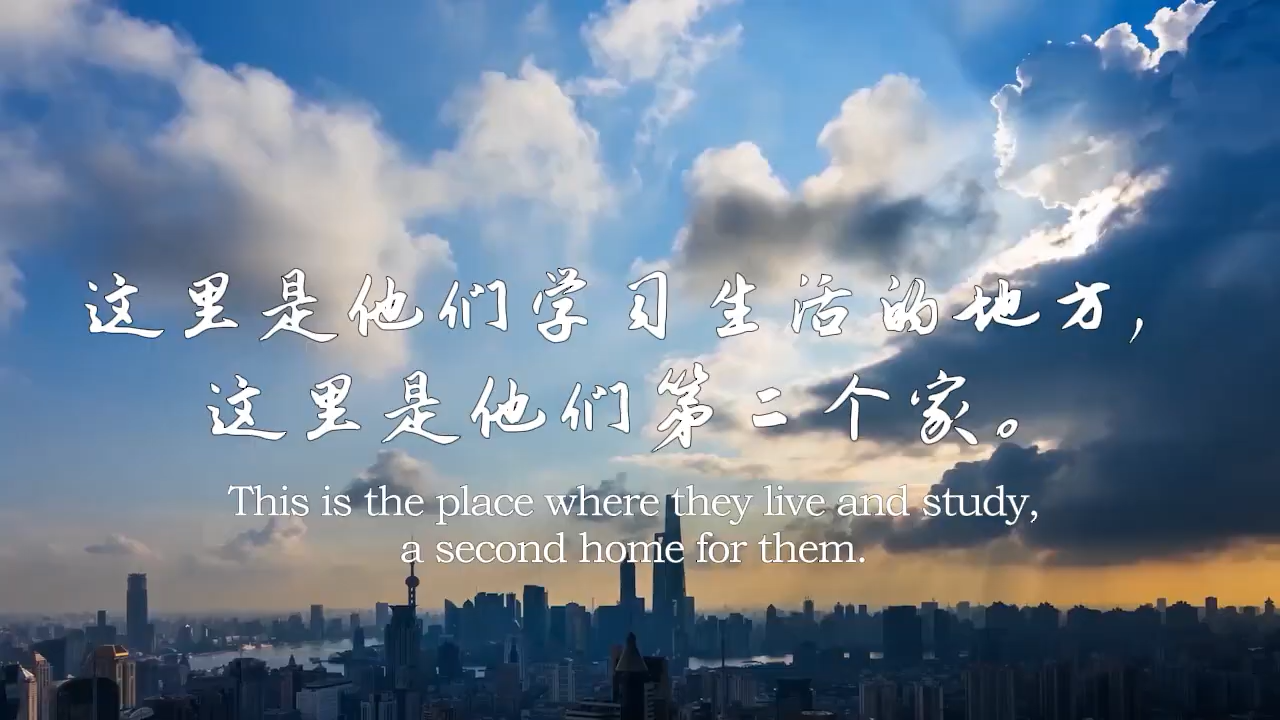 这里是他们学习生活的地方,
这里是他们第二个家。
This is the place where they live and study,
a second home for them.